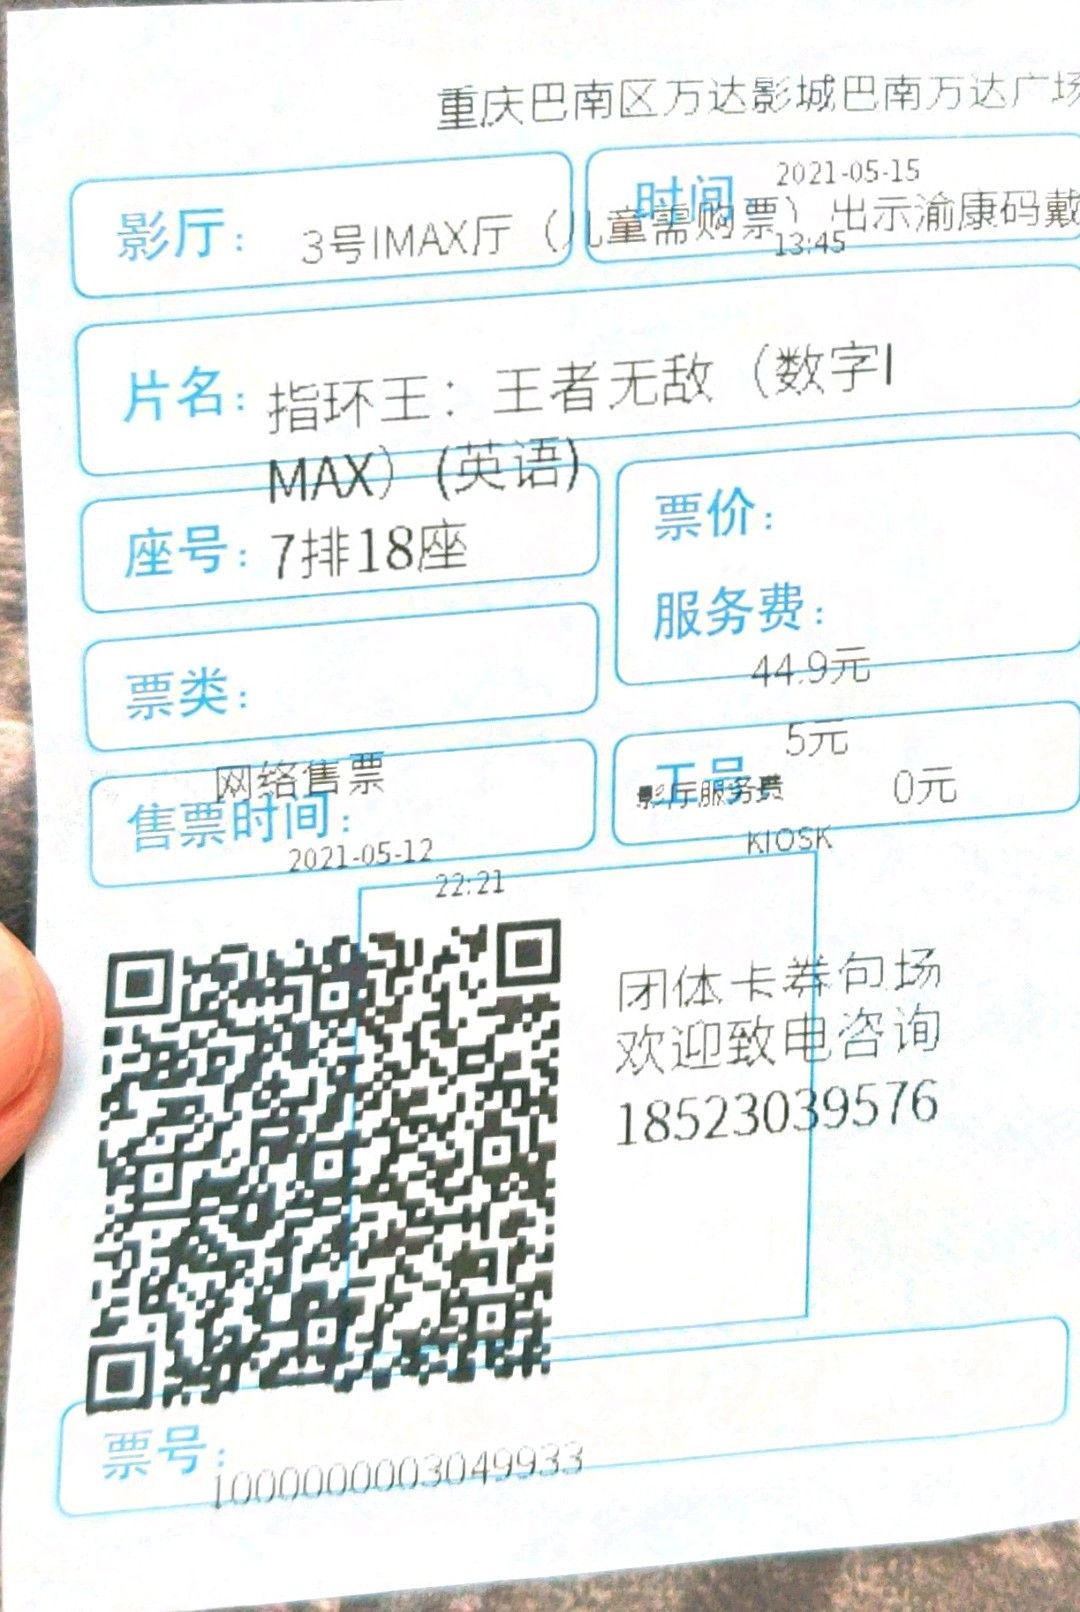 重庆巴南区万达影城巴南万达广场
影厅：
3号IMAX厅（儿童需购票）出示渝康码戴
时间：
2021-05-15
13:45
片名：
指环王：王者无敌（数字I
MAX）(英语)
座号：
7排18座
票价：
服务费：
44.9元
票类：
5元
网络售票
工号
影厅服务费
0元
售票时间：
KIOSK
2021-05-12
22:21
团体卡券包场
欢迎致电咨询
18523039576
票号：
1000000003049933